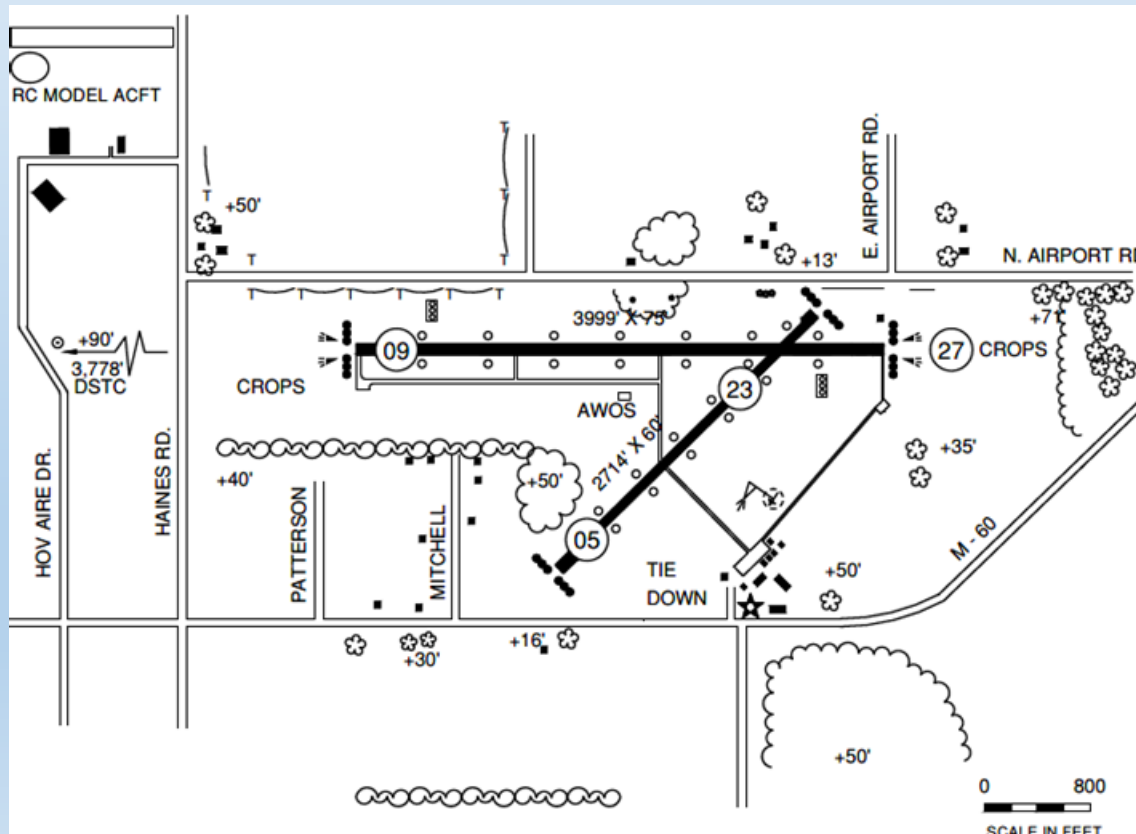 RC MODEL ACFT
E. AIRPORT RD.
T
T
T
+50'
T
T
+13'
N. AIRPORT RD
T T T T T T
3999' X 75'
+71'
+90'
3,778'
DSTC
09
27
CROPS
CROPS
23
AWOS
2714' X 60'
HOV AIRE DR.
HAINES RD.
+40'
+50'
+35'
PATTERSON
MITCHELL
05
M - 60
TIE
DOWN
+50'
+30'
+16'
+50'
0 800
SCALE IN FEET